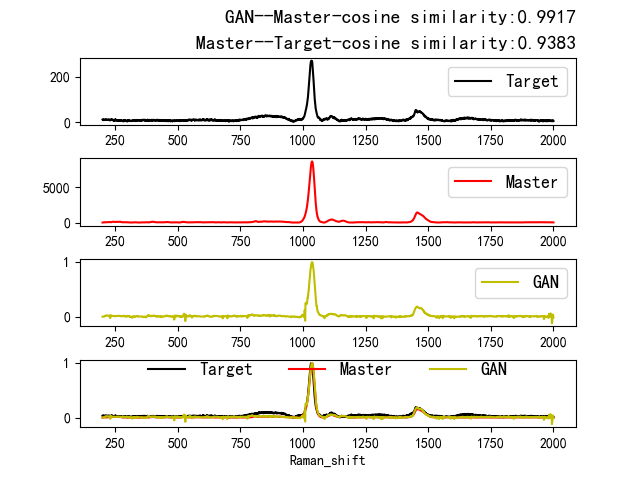 GAN--Master-cosine similarity:0.9917
Master--Target-cosine similarity:0.9383
200
0
Target
250 500 750 1000 1250 1500 1750 2000
5000
0
Master
250 500 750 1000 1250 1500 1750 2000
1
0
GAN
250 500 750 1000 1250 1500 1750 2000
1
0
Target Master GAN
250 500 750 1000 1250 1500 1750 2000
Raman_shift